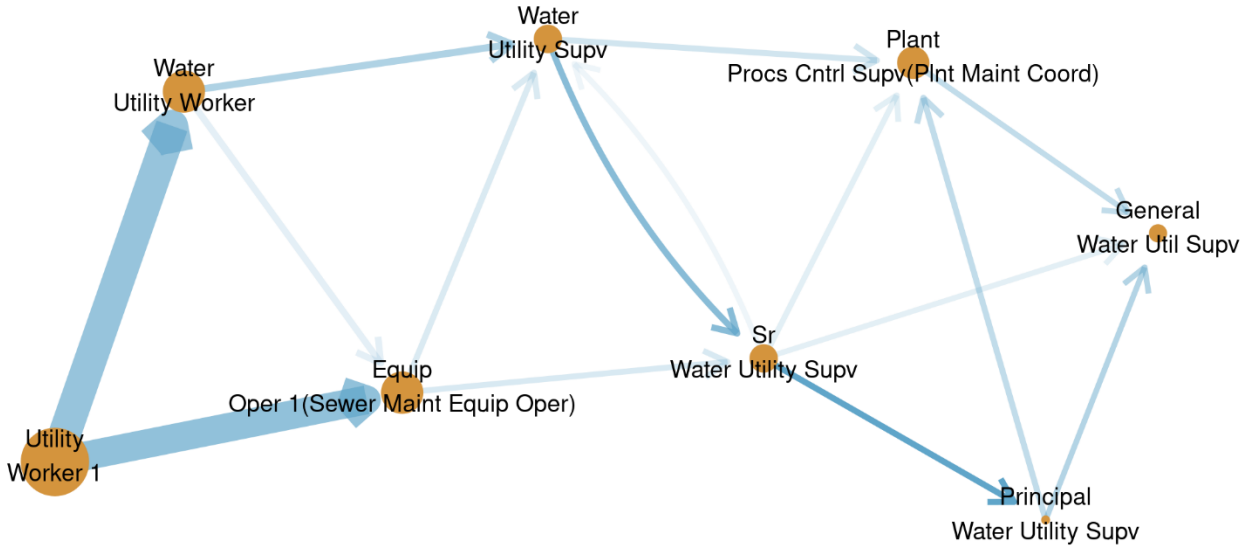 Water
Utility Supv
Plant
Procs Cntrl Supv(Plnt Maint Coord)
Water
Utility Worker
General
Water Util Supv
Sr
Water Utility Supv
Equip
Oper 1(Sewer Maint Equip Oper)
Utility
Worker 1
Principal
Water Utility Supv